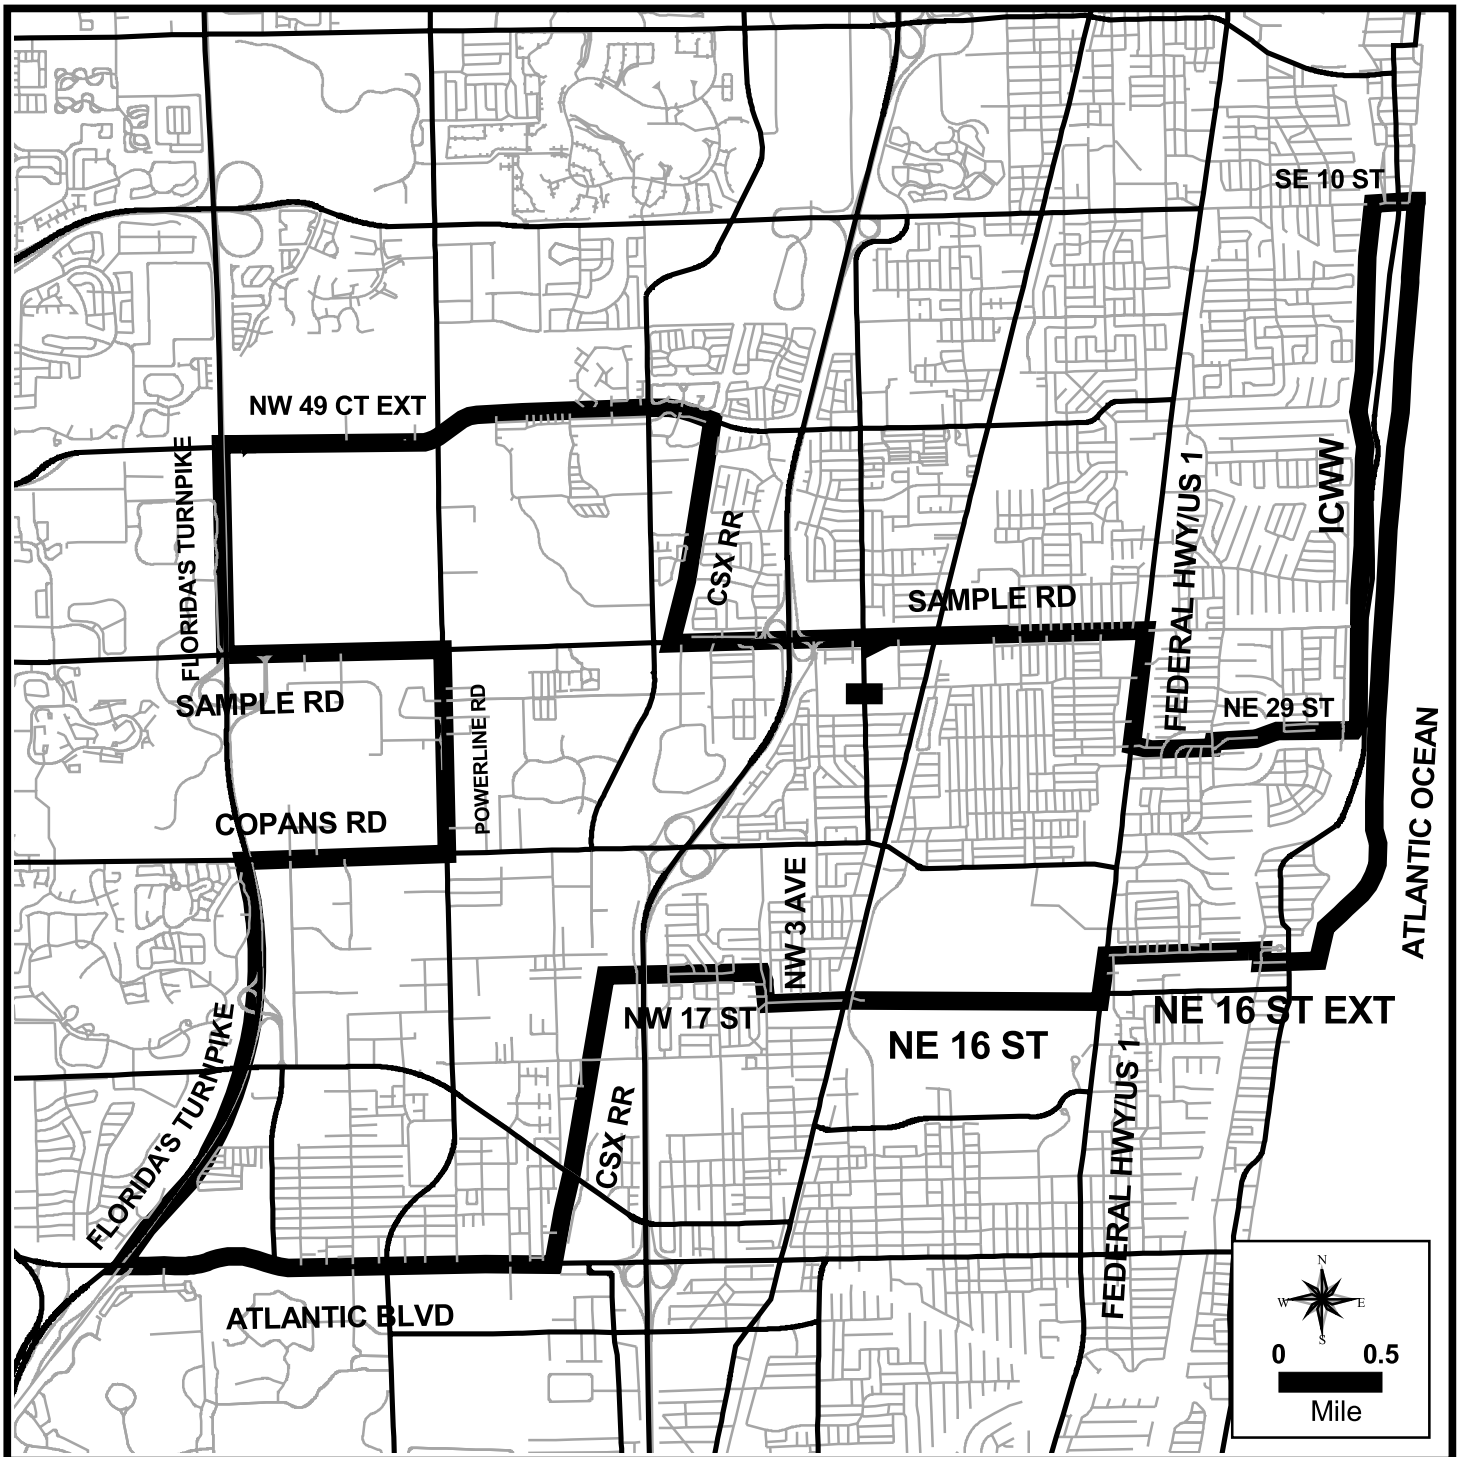 SE 10 ST
NW 49 CT EXT
FLORIDA'S TURNPIKE
CSX RR
ICWW
FEDERAL HWY/US 1
SAMPLE RD
SAMPLE RD
NE 29 ST
POWERLINE RD
ATLANTIC OCEAN
COPANS RD
NW 3 AVE
NW 17 ST
NE 16 ST EXT
NE 16 ST
FLORIDA'S TURNPIKE
CSX RR
FEDERAL HWY/US 1
ATLANTIC BLVD
N
W E
S
0 0.5
Mile